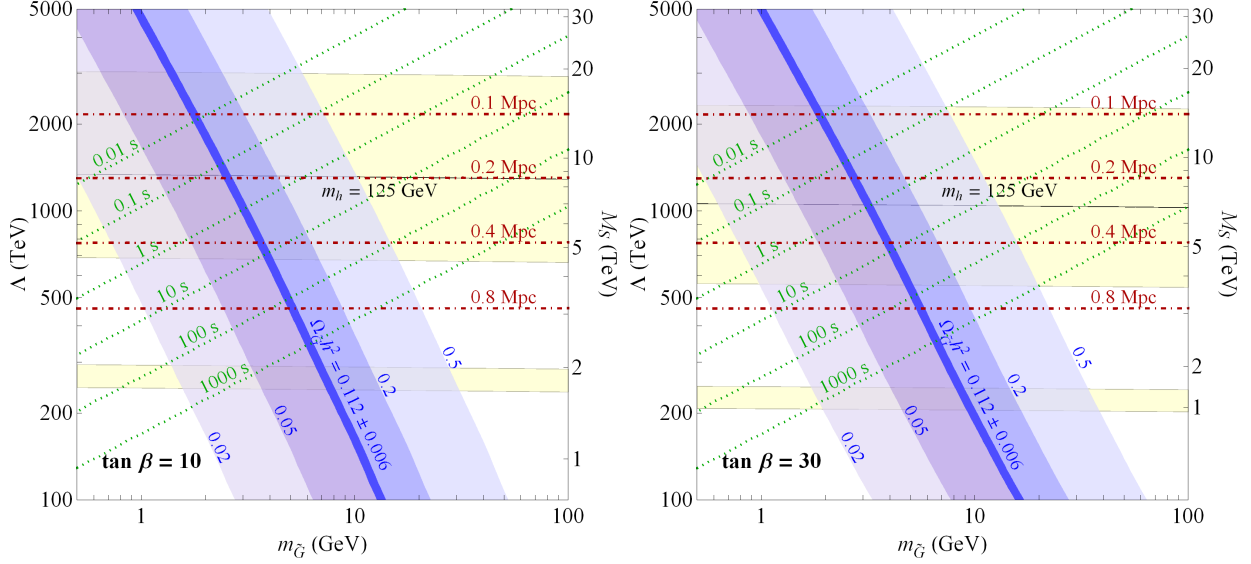 5000
2000
1000
500
200
100
Λ (TeV)
30
20
10
5
2
1
M_S (TeV)
0.1 Mpc
0.2 Mpc
0.4 Mpc
0.8 Mpc
m_h = 125 GeV
0.01 s
0.1 s
1 s
10 s
100 s
1000 s
0.02
0.05
Ω_G̃ h² = 0.112 ± 0.006
0.2
0.5
tan β = 10
1
10
100
m_G̃ (GeV)
5000
2000
1000
500
200
100
Λ (TeV)
30
20
10
5
2
1
M_S (TeV)
0.1 Mpc
0.2 Mpc
0.4 Mpc
0.8 Mpc
m_h = 125 GeV
0.01 s
0.1 s
1 s
10 s
100 s
1000 s
0.02
0.05
Ω_G̃ h² = 0.112 ± 0.006
0.2
0.5
tan β = 30
1
10
100
m_G̃ (GeV)